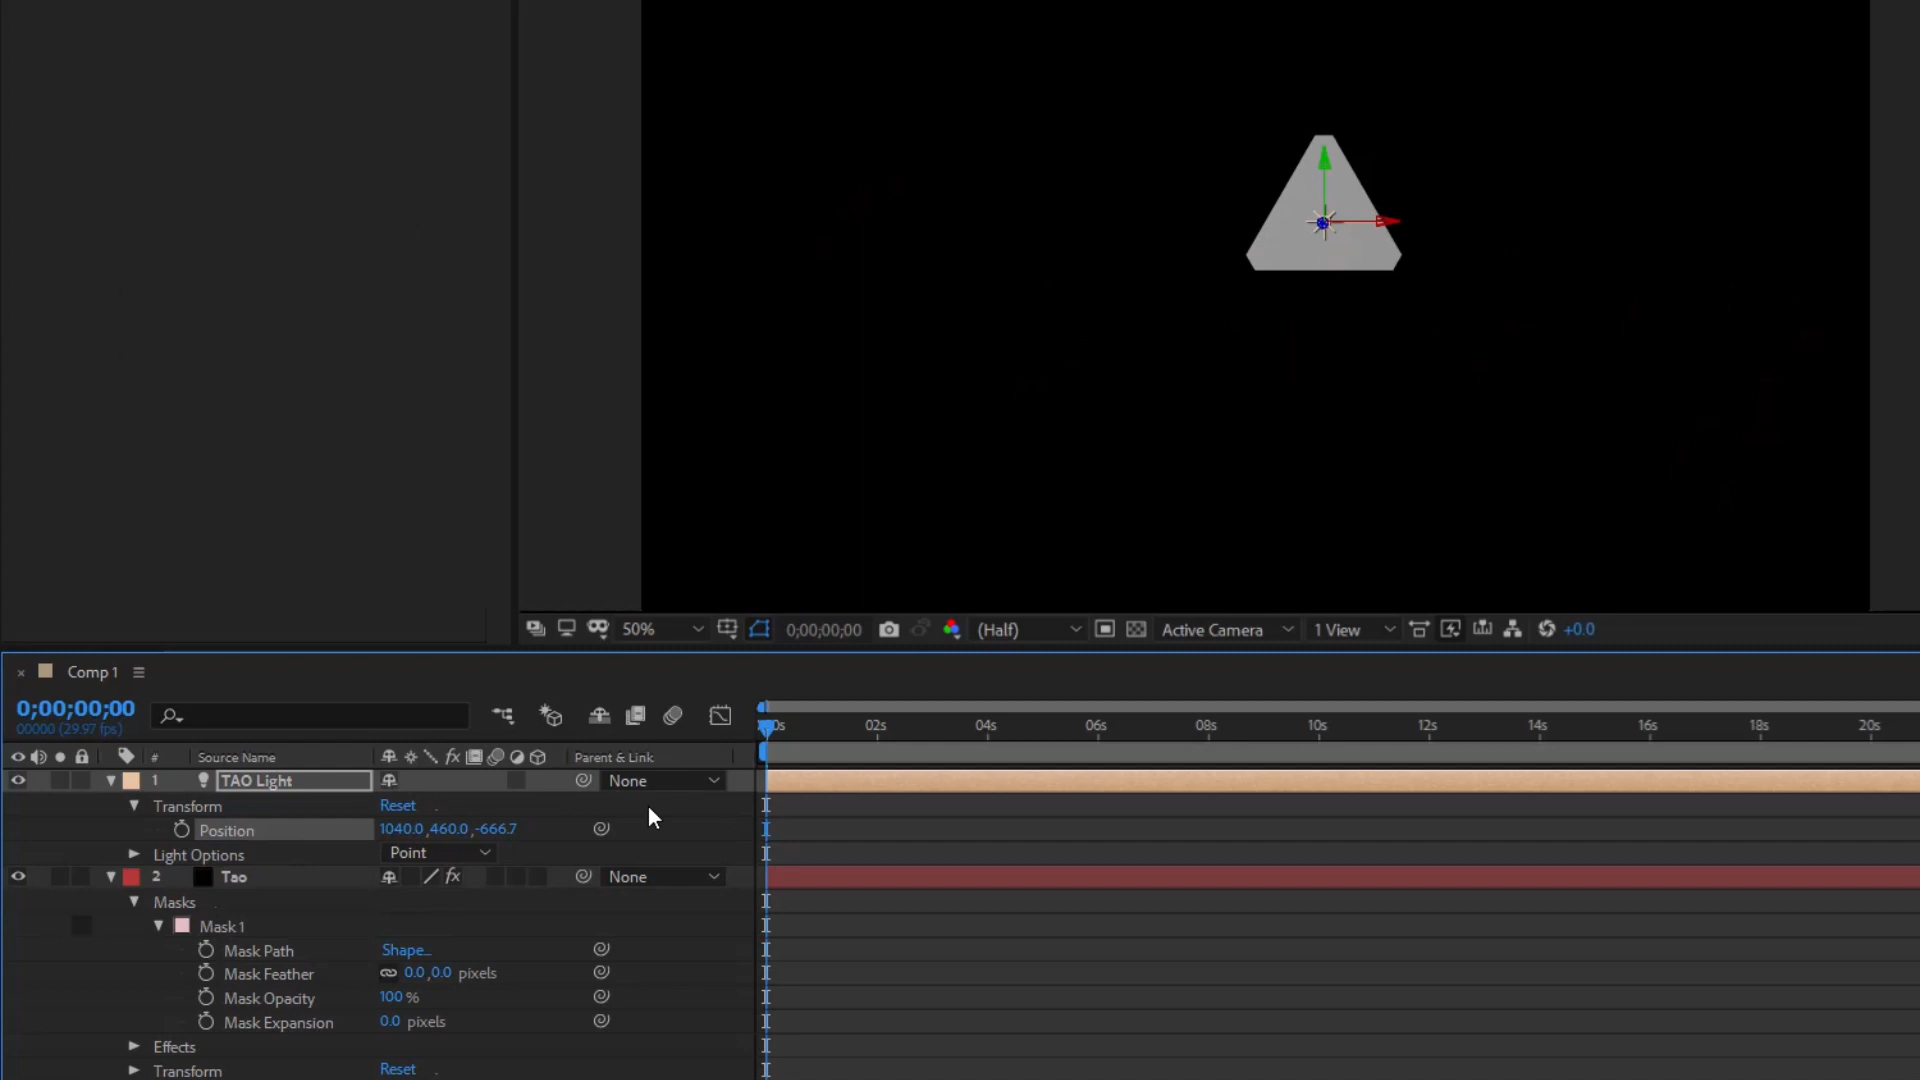 50% 0;00;00;00 (Half) Active Camera 1 View +0.0
Comp 1
0;00;00;00
00000 (29.97 fps)
02s 04s 06s 08s 10s 12s 14s 16s 18s 20s
# Source Name fx Parent & Link
1 TAO Light None
Transform Reset
Position 1040.0,460.0,-666.7
Light Options Point
2 Tao fx None
Masks
Mask 1
Mask Path Shape...
Mask Feather 0.0,0.0 pixels
Mask Opacity 100 %
Mask Expansion 0.0 pixels
Effects
Transform Reset